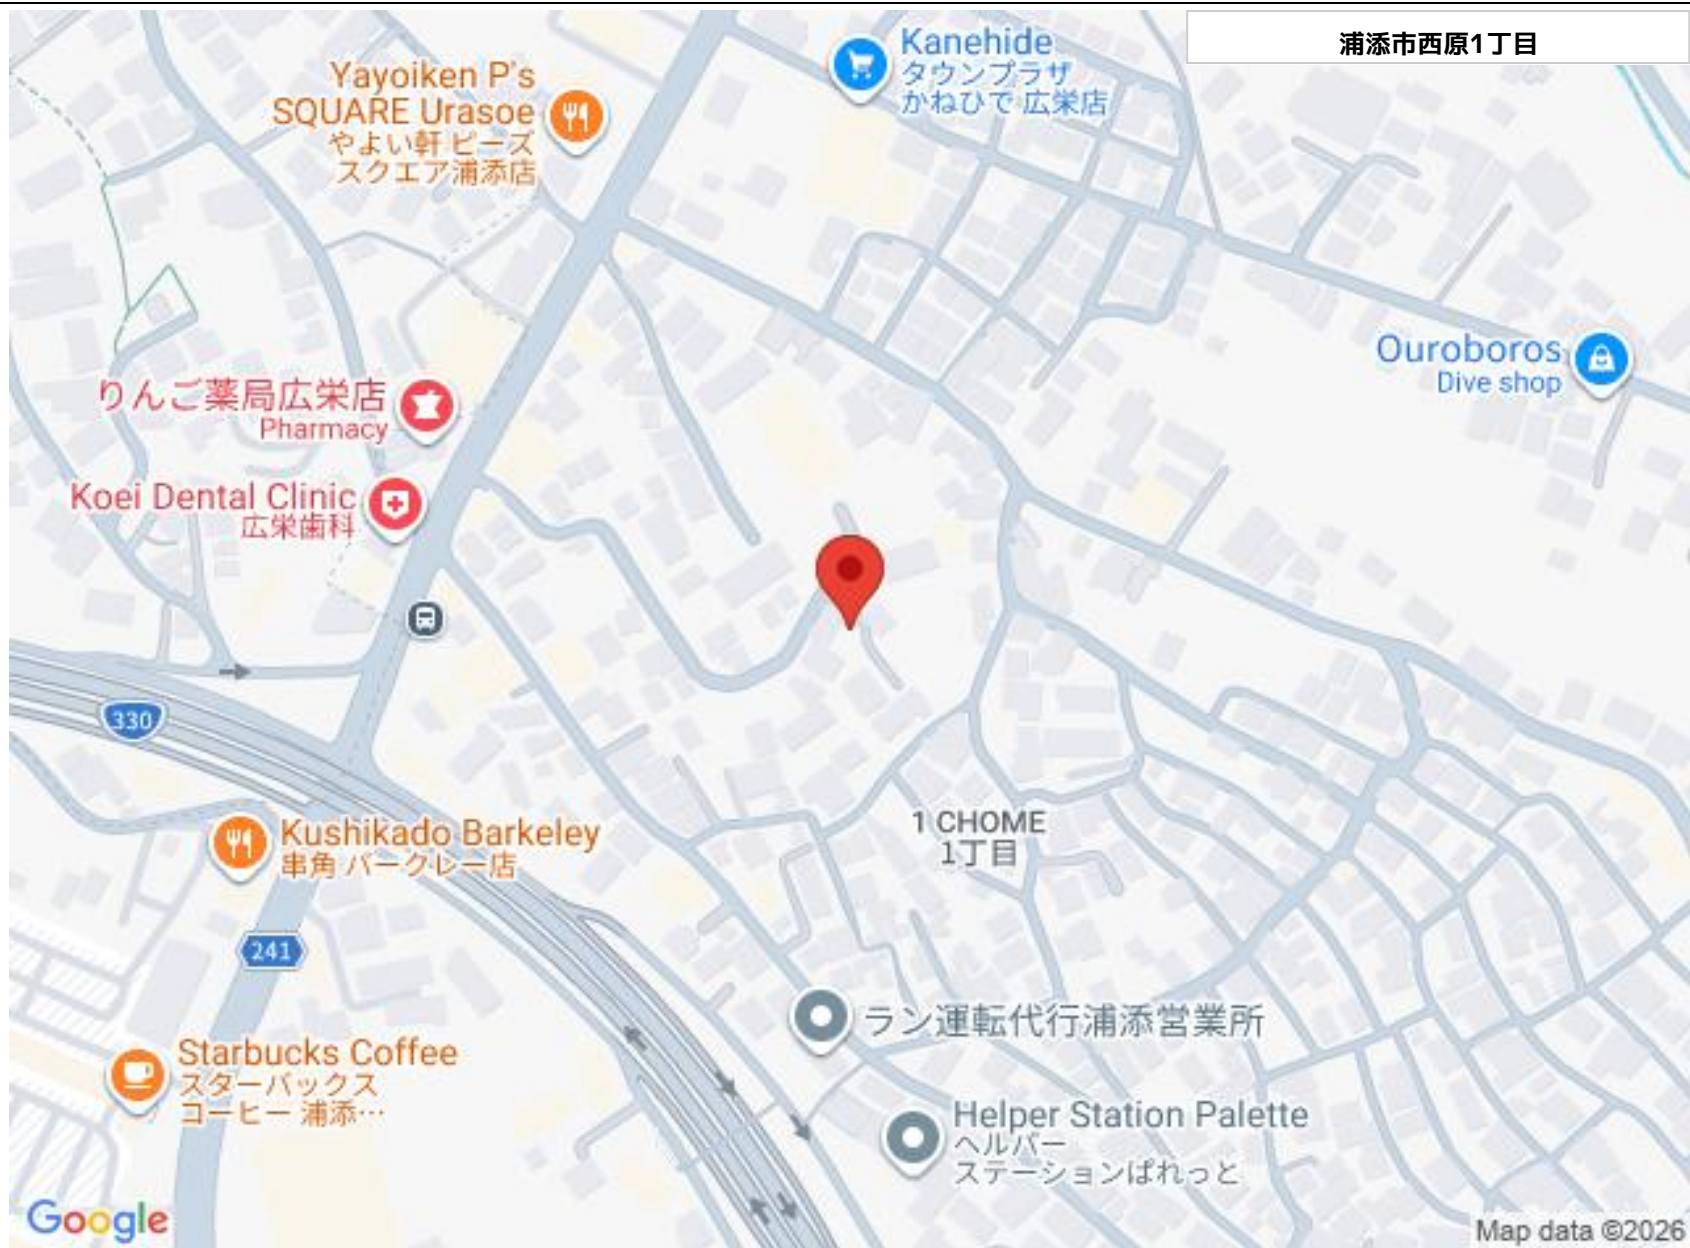 浦添市西原1丁目
Kanehide
タウンプラザ
かねひで 広栄店
Yayoiken P's
SQUARE Urasoe
やよい軒 ピーズ
スクエア浦添店
Ouroboros
Dive shop
りんご薬局広栄店
Pharmacy
Koei Dental Clinic
広栄歯科
330
1 CHOME
1丁目
Kushikado Barkeley
串角 バークレー店
241
ラン運転代行浦添営業所
Starbucks Coffee
スターバックス
コーヒー 浦添…
Helper Station Palette
ヘルパー
ステーションぱれっと
Google
Map data ©2026